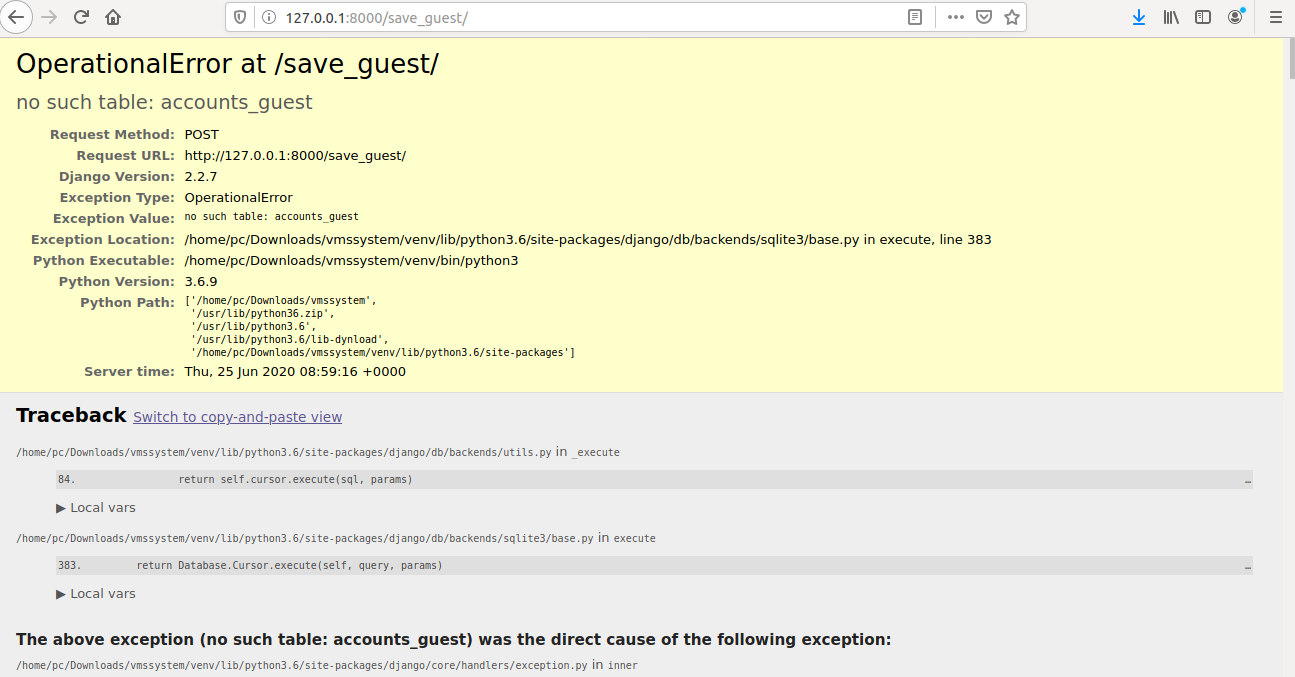 127.0.0.1:8000/save_guest/
OperationalError at /save_guest/
no such table: accounts_guest
Request Method: POST
Request URL: http://127.0.0.1:8000/save_guest/
Django Version: 2.2.7
Exception Type: OperationalError
Exception Value: no such table: accounts_guest
Exception Location: /home/pc/Downloads/vmssystem/venv/lib/python3.6/site-packages/django/db/backends/sqlite3/base.py in execute, line 383
Python Executable: /home/pc/Downloads/vmssystem/venv/bin/python3
Python Version: 3.6.9
Python Path: ['/home/pc/Downloads/vmssystem',
'/usr/lib/python36.zip',
'/usr/lib/python3.6',
'/usr/lib/python3.6/lib-dynload',
'/home/pc/Downloads/vmssystem/venv/lib/python3.6/site-packages']
Server time: Thu, 25 Jun 2020 08:59:16 +0000
Traceback Switch to copy-and-paste view
/home/pc/Downloads/vmssystem/venv/lib/python3.6/site-packages/django/db/backends/utils.py in _execute
84. return self.cursor.execute(sql, params) …
▶ Local vars
/home/pc/Downloads/vmssystem/venv/lib/python3.6/site-packages/django/db/backends/sqlite3/base.py in execute
383. return Database.Cursor.execute(self, query, params) …
▶ Local vars
The above exception (no such table: accounts_guest) was the direct cause of the following exception:
/home/pc/Downloads/vmssystem/venv/lib/python3.6/site-packages/django/core/handlers/exception.py in inner